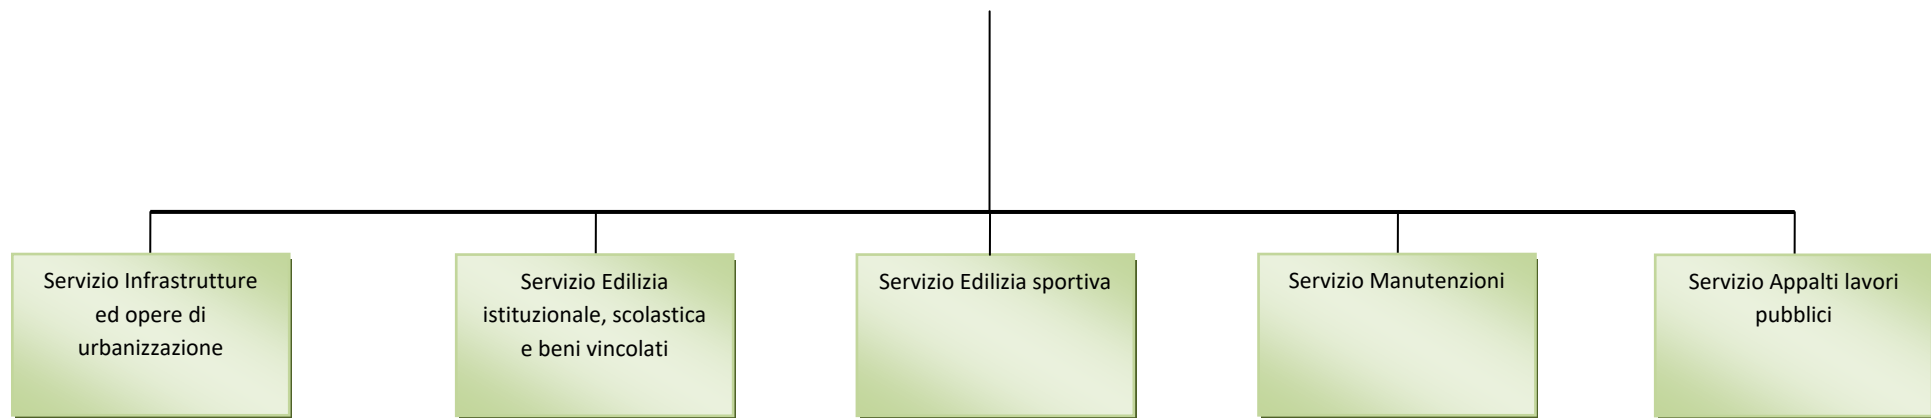 Servizio Infrastrutture
ed opere di
urbanizzazione
Servizio Edilizia
istituzionale, scolastica
e beni vincolati
Servizio Edilizia sportiva
Servizio Manutenzioni
Servizio Appalti lavori
pubblici